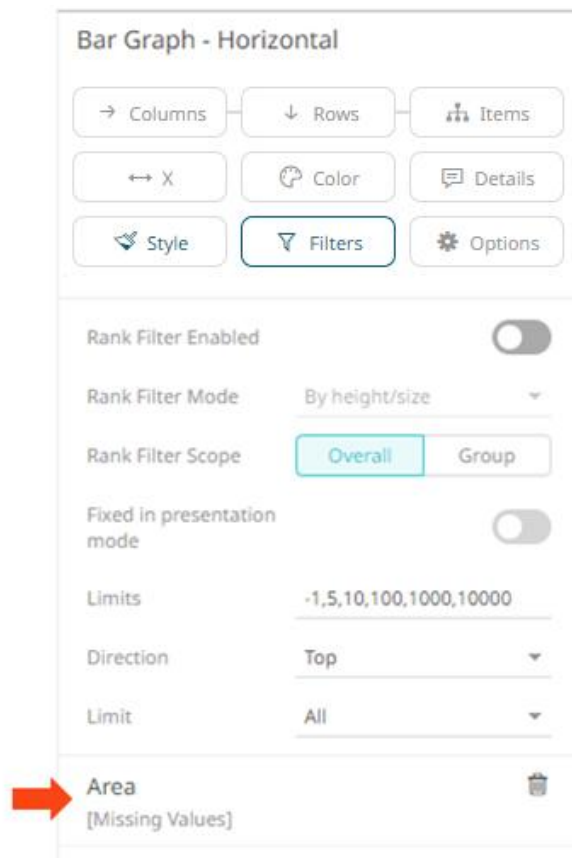 Bar Graph - Horizontal
Columns Rows Items
X Color Details
Style Filters Options
Rank Filter Enabled
Rank Filter Mode By height/size
Rank Filter Scope Overall Group
Fixed in presentation
mode
Limits -1,5,10,100,1000,10000
Direction Top
Limit All
Area
[Missing Values]